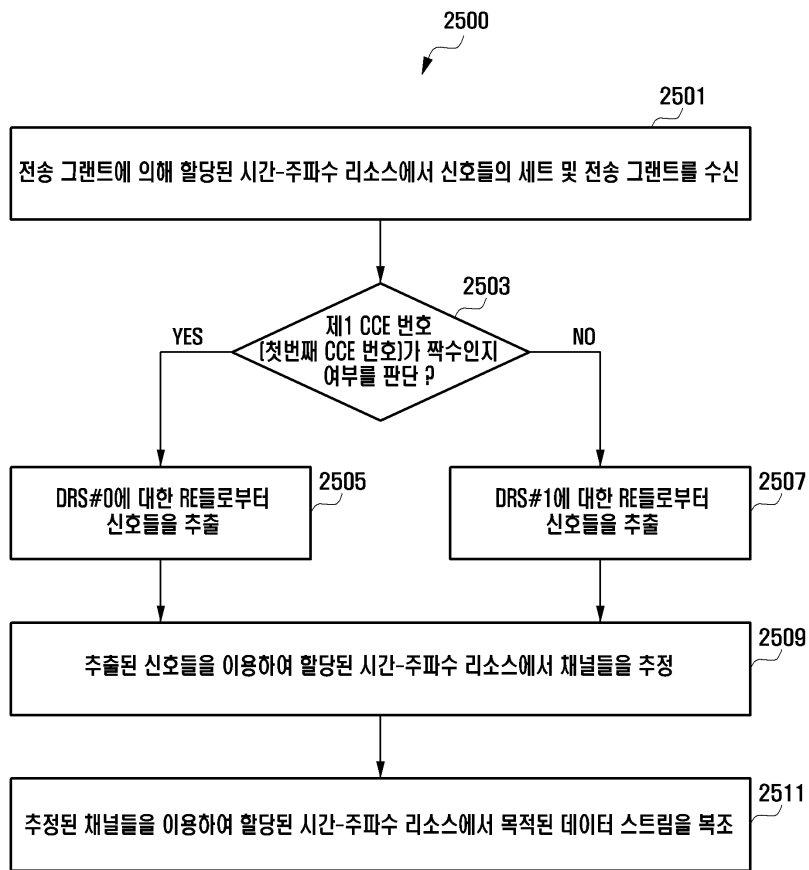 2500
2501
전송 그랜트에 의해 할당된 시간-주파수 리소스에서 신호들의 세트 및 전송 그랜트를 수신
2503
제1 CCE 번호
(첫번째 CCE 번호)가 짝수인지
여부를 판단 ?
YES
NO
2505
DRS#0에 대한 RE들로부터
신호들을 추출
2507
DRS#1에 대한 RE들로부터
신호들을 추출
2509
추출된 신호들을 이용하여 할당된 시간-주파수 리소스에서 채널들을 추정
2511
추정된 채널들을 이용하여 할당된 시간-주파수 리소스에서 목적된 데이터 스트림을 복조